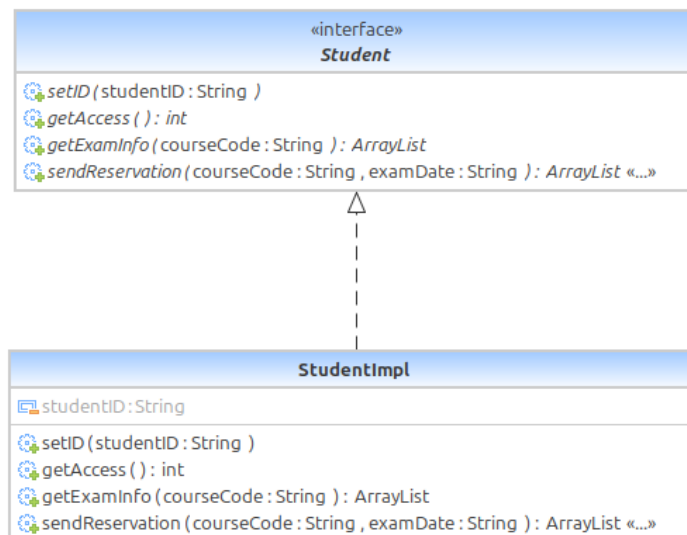 «interface»
Student
setID(studentID : String )
getAccess ( ) : int
getExamInfo (courseCode : String ) : ArrayList
sendReservation (courseCode : String , examDate : String ) : ArrayList «...»
StudentImpl
studentID : String
setID (studentID : String )
getAccess ( ) : int
getExamInfo (courseCode : String ) : ArrayList
sendReservation (courseCode : String , examDate : String ) : ArrayList «...»